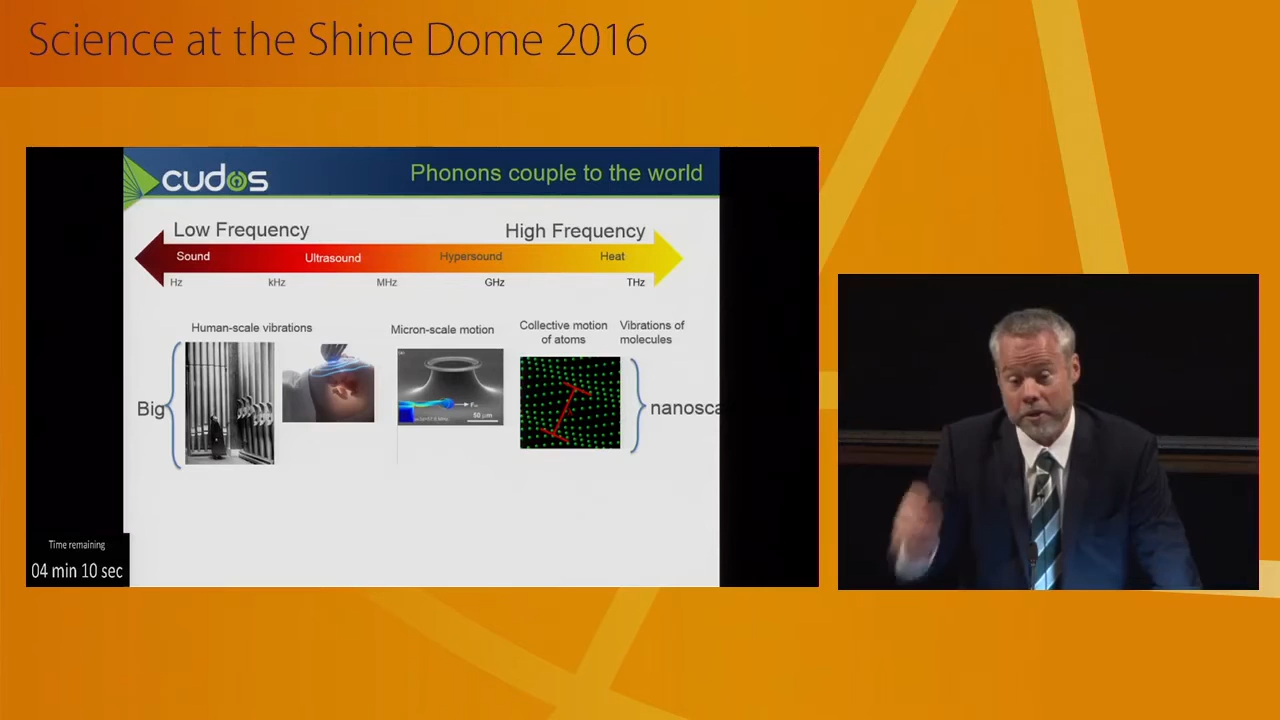 Science at the Shine Dome 2016
cudos
Phonons couple to the world
Low Frequency
High Frequency
Sound
Ultrasound
Hypersound
Heat
Hz
kHz
MHz
GHz
THz
Human-scale vibrations
Micron-scale motion
Collective motion
of atoms
Vibrations of
molecules
Big
50 μm
nanosca
Time remaining
04 min 10 sec